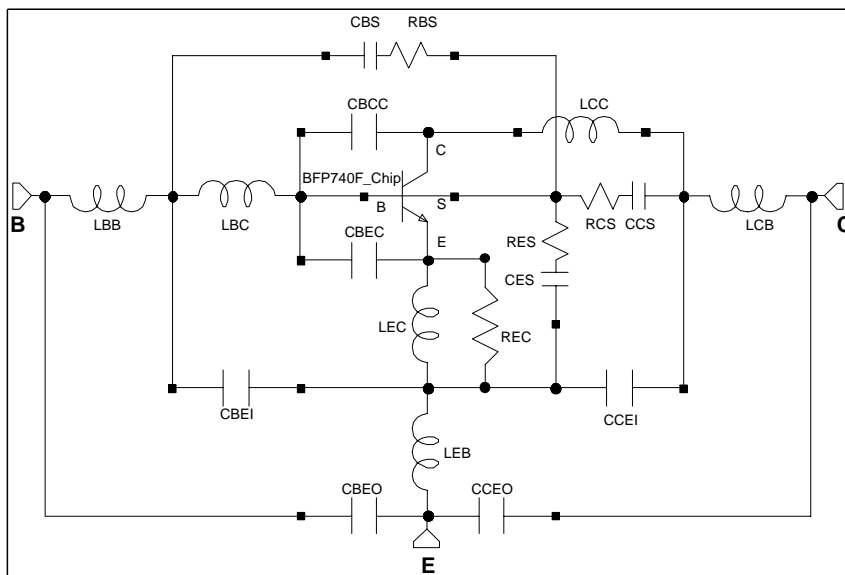 CBS RBS
CBCC
LCC
C
BFP740F_Chip
B S
B
LBB
LBC
RCS CCS
LCB
C
CBEC
E
RES
CES
LEC
REC
CBEI
CCEI
LEB
CBEO
CCEO
E